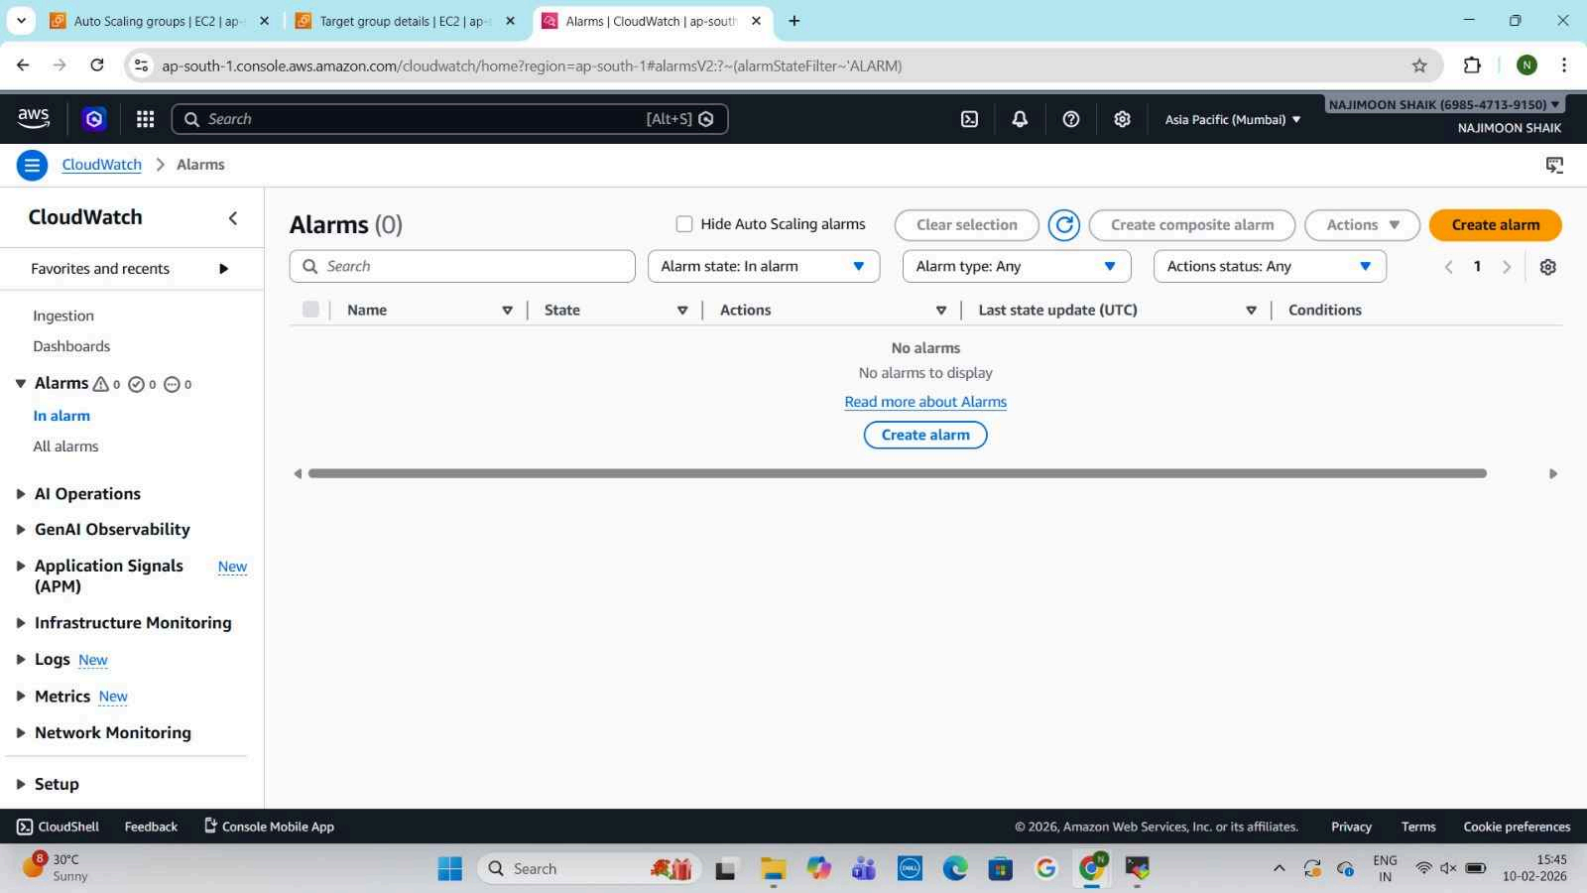 Auto Scaling groups | EC2 | ap-
Target group details | EC2 | ap-s
Alarms | CloudWatch | ap-south
ap-south-1.console.aws.amazon.com/cloudwatch/home?region=ap-south-1#alarmsV2:?~(alarmStateFilter~'ALARM)
N
aws
Search
[Alt+S]
Asia Pacific (Mumbai)
NAJIMOON SHAIK (6985-4713-9150)
NAJIMOON SHAIK
CloudWatch
Alarms
CloudWatch
Favorites and recents
Ingestion
Dashboards
Alarms 0 0 0
In alarm
All alarms
AI Operations
GenAI Observability
Application Signals New
(APM)
Infrastructure Monitoring
Logs New
Metrics New
Network Monitoring
Setup
Alarms (0)
Hide Auto Scaling alarms
Clear selection
Create composite alarm
Actions
Create alarm
Search
Alarm state: In alarm
Alarm type: Any
Actions status: Any
1
Name
State
Actions
Last state update (UTC)
Conditions
No alarms
No alarms to display
Read more about Alarms
Create alarm
CloudShell
Feedback
Console Mobile App
© 2026, Amazon Web Services, Inc. or its affiliates.
Privacy
Terms
Cookie preferences
8
30°C
Sunny
Search
DELL
N
ENG
IN
15:45
10-02-2026